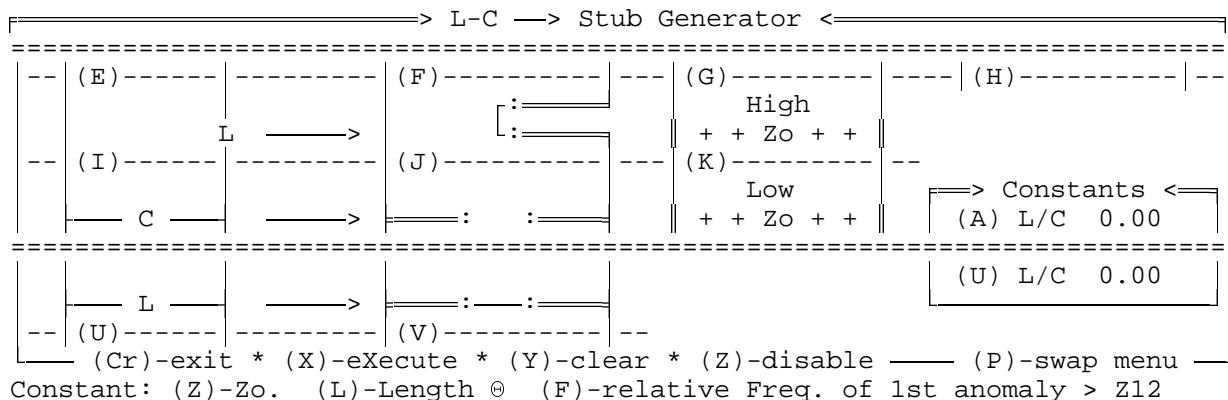 > L-C —> Stub Generator <
==============================================================================
-- (E)------ --------- (F)---------- --- (G)--------- ---- (H)---------- --
: High
L ———> : + + Zo + +
-- (I)------ --------- (J)---------- --- (K)--------- --
Low => Constants <=
C ———> : : + + Zo + + (A) L/C 0.00
==============================================================================
(U) L/C 0.00
L ———> :——:
-- (U)------ --------- (V)---------- --
(Cr)-exit * (X)-eXecute * (Y)-clear * (Z)-disable —— (P)-swap menu —
Constant: (Z)-Zo. (L)-Length Θ (F)-relative Freq. of 1st anomaly > Z12